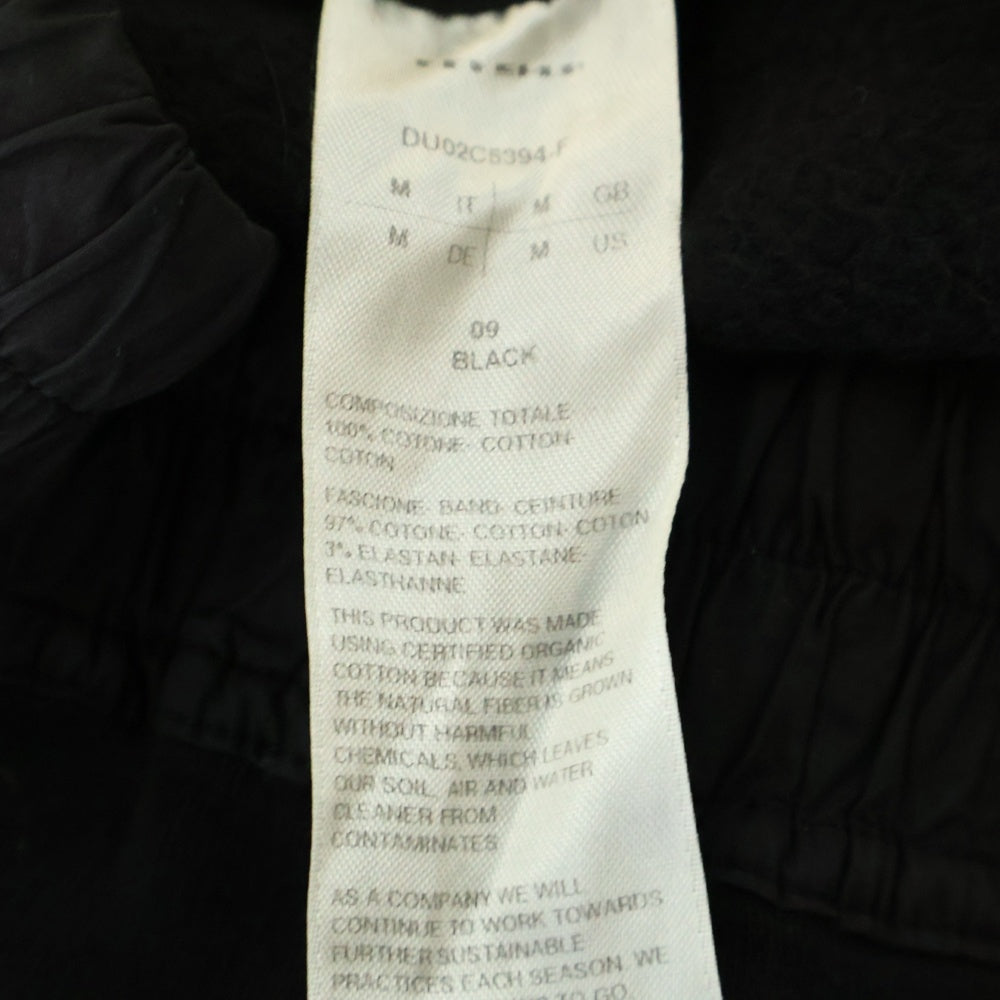 DU02C5394-F
M IT M GB
M DE M US
09
BLACK
COMPOSIZIONE TOTALE
100% COTONE- COTTON-
COTON
FASCIONE- BAND- CEINTURE
97% COTONE- COTTON- COTON
3% ELASTAN- ELASTANE-
ELASTHANNE
THIS PRODUCT WAS MADE
USING CERTIFIED ORGANIC
COTTON BECAUSE IT MEANS
THE NATURAL FIBER IS GROWN
WITHOUT HARMFUL
CHEMICALS, WHICH LEAVES
OUR SOIL, AIR AND WATER
CLEANER FROM
CONTAMINATES
AS A COMPANY WE WILL
CONTINUE TO WORK TOWARDS
FURTHER SUSTAINABLE
PRACTICES EACH SEASON. WE
TO GO